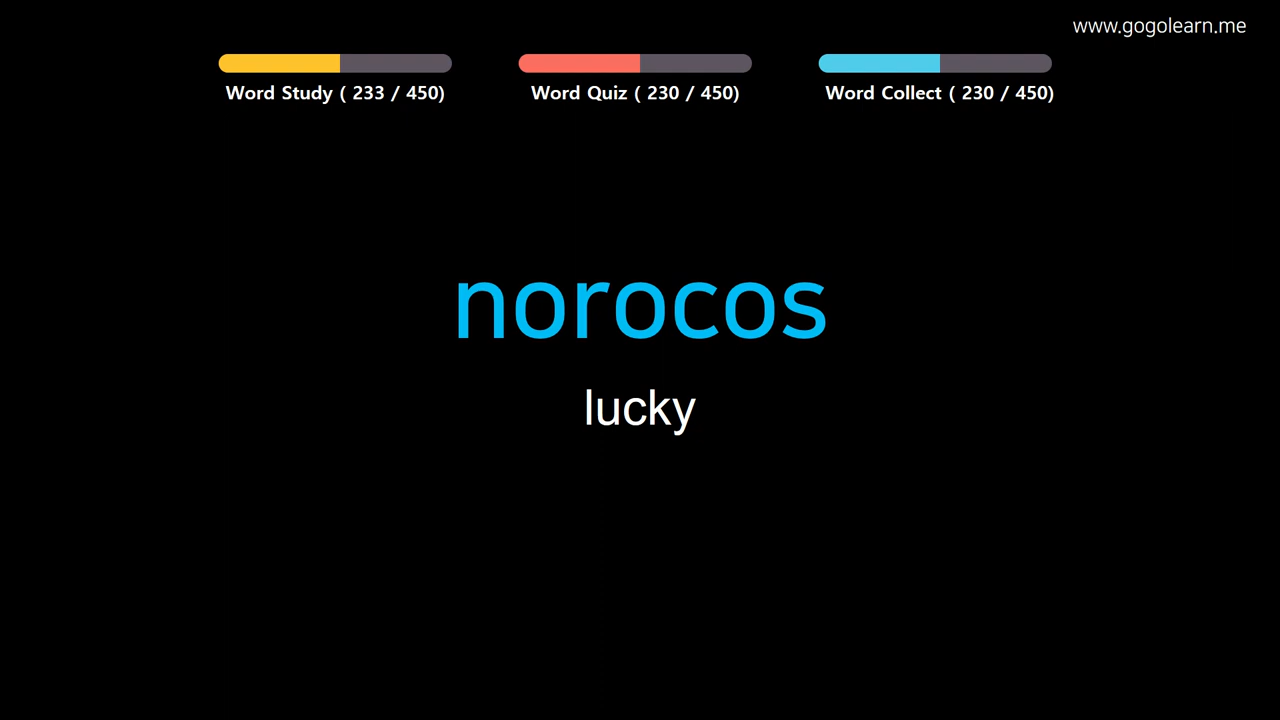 www.gogolearn.me
Word Study ( 233 / 450) Word Quiz ( 230 / 450) Word Collect ( 230 / 450)
norocos
lucky